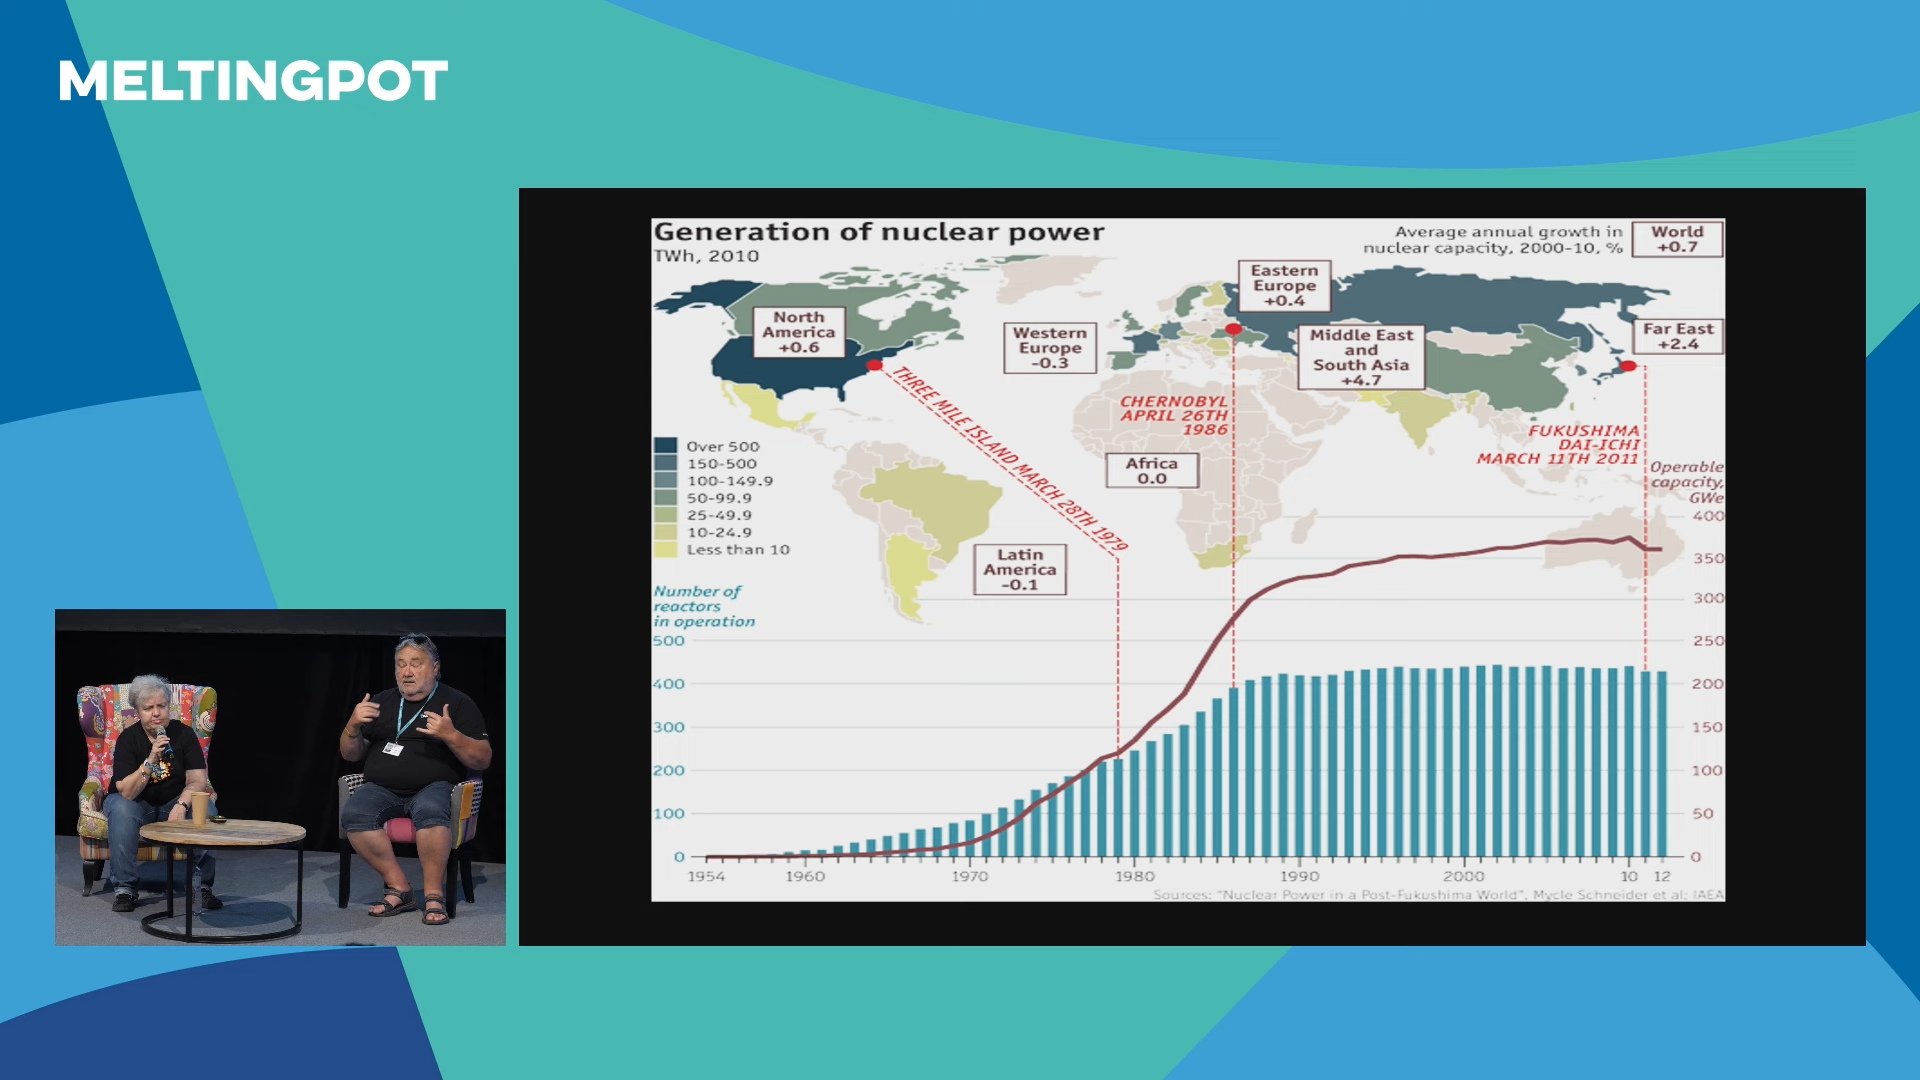 MELTINGPOT
Generation of nuclear power
TWh, 2010
Average annual growth in
nuclear capacity, 2000-10, %
World
+0.7
Eastern
Europe
+0.4
North
America
+0.6
Western
Europe
-0.3
Middle East
and
South Asia
+4.7
Far East
+2.4
THREE MILE ISLAND MARCH 28TH 1979
CHERNOBYL
APRIL 26TH
1986
FUKUSHIMA
DAI-ICHI
MARCH 11TH 2011
Africa
0.0
Latin
America
-0.1
Over 500
150-500
100-149.9
50-99.9
25-49.9
10-24.9
Less than 10
Number of
reactors
in operation
500
400
300
200
100
0
Operable
capacity,
GWe
400
350
300
250
200
150
100
50
0
1954 1960 1970 1980 1990 2000 10 12
Sources: "Nuclear Power in a Post-Fukushima World", Mycle Schneider et al; IAEA